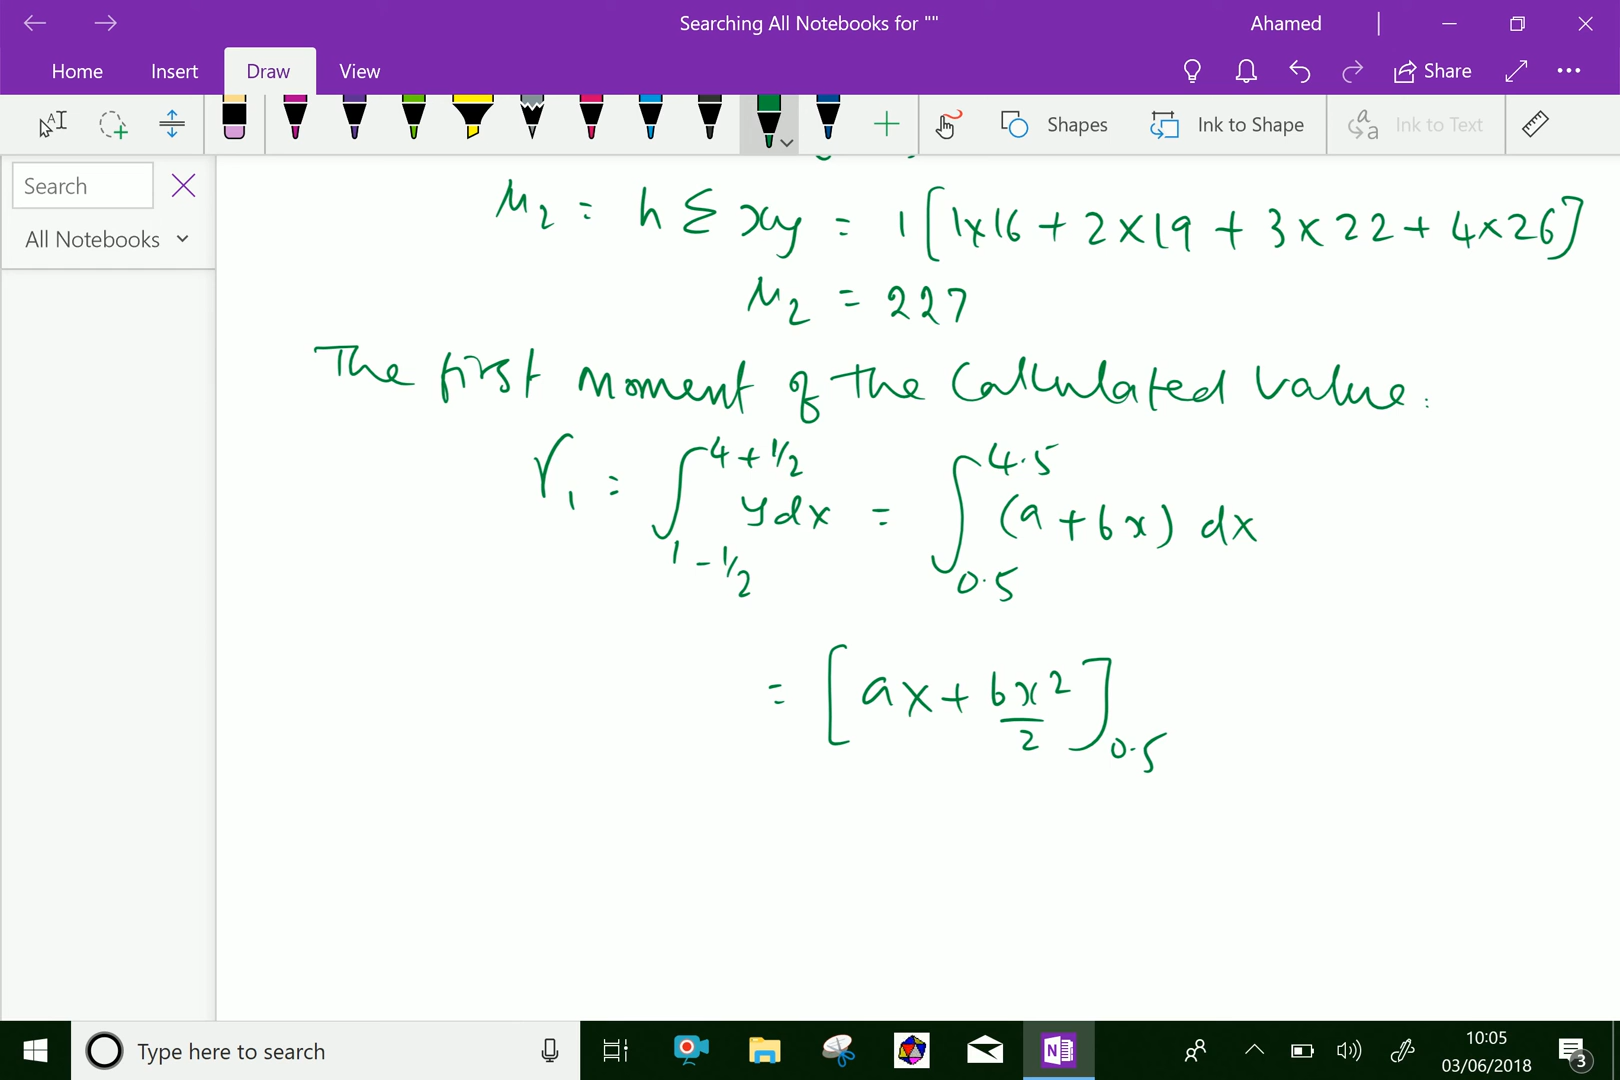 Searching All Notebooks for ""
Ahamed
Home Insert Draw View
Share
Shapes
Ink to Shape
Ink to Text
Search
All Notebooks
μ₂ = h Σ xy = 1 [1×16 + 2×19 + 3×22 + 4×26]
μ₂ = 227
The first moment of the Calculated Value.
γ₁ = ∫_{1-1/2}^{4+1/2} y dx = ∫_{0.5}^{4.5} (a + bx) dx
= [ax + bx²/2]_{0.5}
Type here to search
10:05
03/06/2018
3